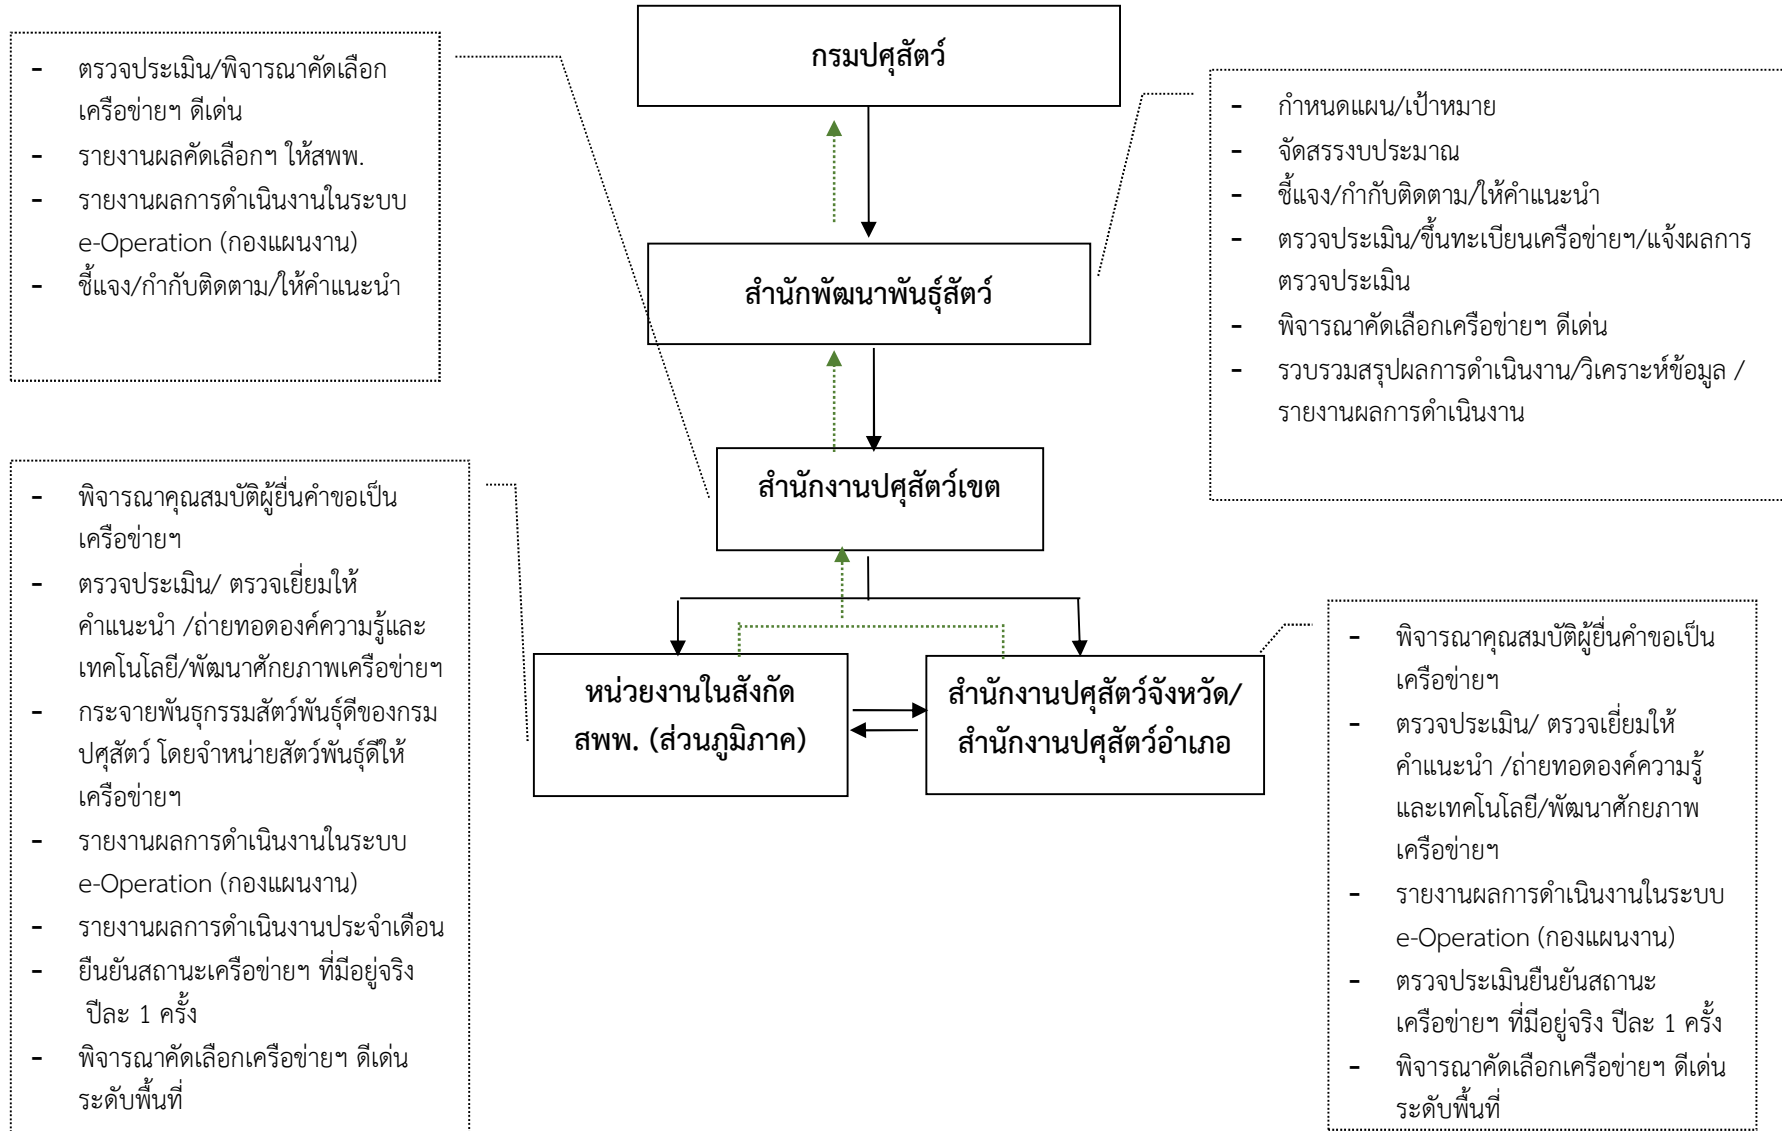 กรมปศุสัตว์
- ตรวจประเมิน/พิจารณาคัดเลือก
เครือข่ายฯ ดีเด่น
- รายงานผลคัดเลือกฯ ให้สพพ.
- รายงานผลการดำเนินงานในระบบ
e-Operation (กองแผนงาน)
- ชี้แจง/กำกับติดตาม/ให้คำแนะนำ
- กำหนดแผน/เป้าหมาย
- จัดสรรงบประมาณ
- ชี้แจง/กำกับติดตาม/ให้คำแนะนำ
- ตรวจประเมิน/ขึ้นทะเบียนเครือข่ายฯ/แจ้งผลการ
ตรวจประเมิน
- พิจารณาคัดเลือกเครือข่ายฯ ดีเด่น
- รวบรวมสรุปผลการดำเนินงาน/วิเคราะห์ข้อมูล /
รายงานผลการดำเนินงาน
สำนักพัฒนาพันธุ์สัตว์
สำนักงานปศุสัตว์เขต
- พิจารณาคุณสมบัติผู้ยื่นคำขอเป็น
เครือข่ายฯ
- ตรวจประเมิน/ ตรวจเยี่ยมให้
คำแนะนำ /ถ่ายทอดองค์ความรู้และ
เทคโนโลยี/พัฒนาศักยภาพเครือข่ายฯ
- กระจายพันธุกรรมสัตว์พันธุ์ดีของกรม
ปศุสัตว์ โดยจำหน่ายสัตว์พันธุ์ดีให้
เครือข่ายฯ
- รายงานผลการดำเนินงานในระบบ
e-Operation (กองแผนงาน)
- รายงานผลการดำเนินงานประจำเดือน
- ยืนยันสถานะเครือข่ายฯ ที่มีอยู่จริง
ปีละ 1 ครั้ง
- พิจารณาคัดเลือกเครือข่ายฯ ดีเด่น
ระดับพื้นที่
หน่วยงานในสังกัด
สพพ. (ส่วนภูมิภาค)
สำนักงานปศุสัตว์จังหวัด/
สำนักงานปศุสัตว์อำเภอ
- พิจารณาคุณสมบัติผู้ยื่นคำขอเป็น
เครือข่ายฯ
- ตรวจประเมิน/ ตรวจเยี่ยมให้
คำแนะนำ /ถ่ายทอดองค์ความรู้
และเทคโนโลยี/พัฒนาศักยภาพ
เครือข่ายฯ
- รายงานผลการดำเนินงานในระบบ
e-Operation (กองแผนงาน)
- ตรวจประเมินยืนยันสถานะ
เครือข่ายฯ ที่มีอยู่จริง ปีละ 1 ครั้ง
- พิจารณาคัดเลือกเครือข่ายฯ ดีเด่น
ระดับพื้นที่